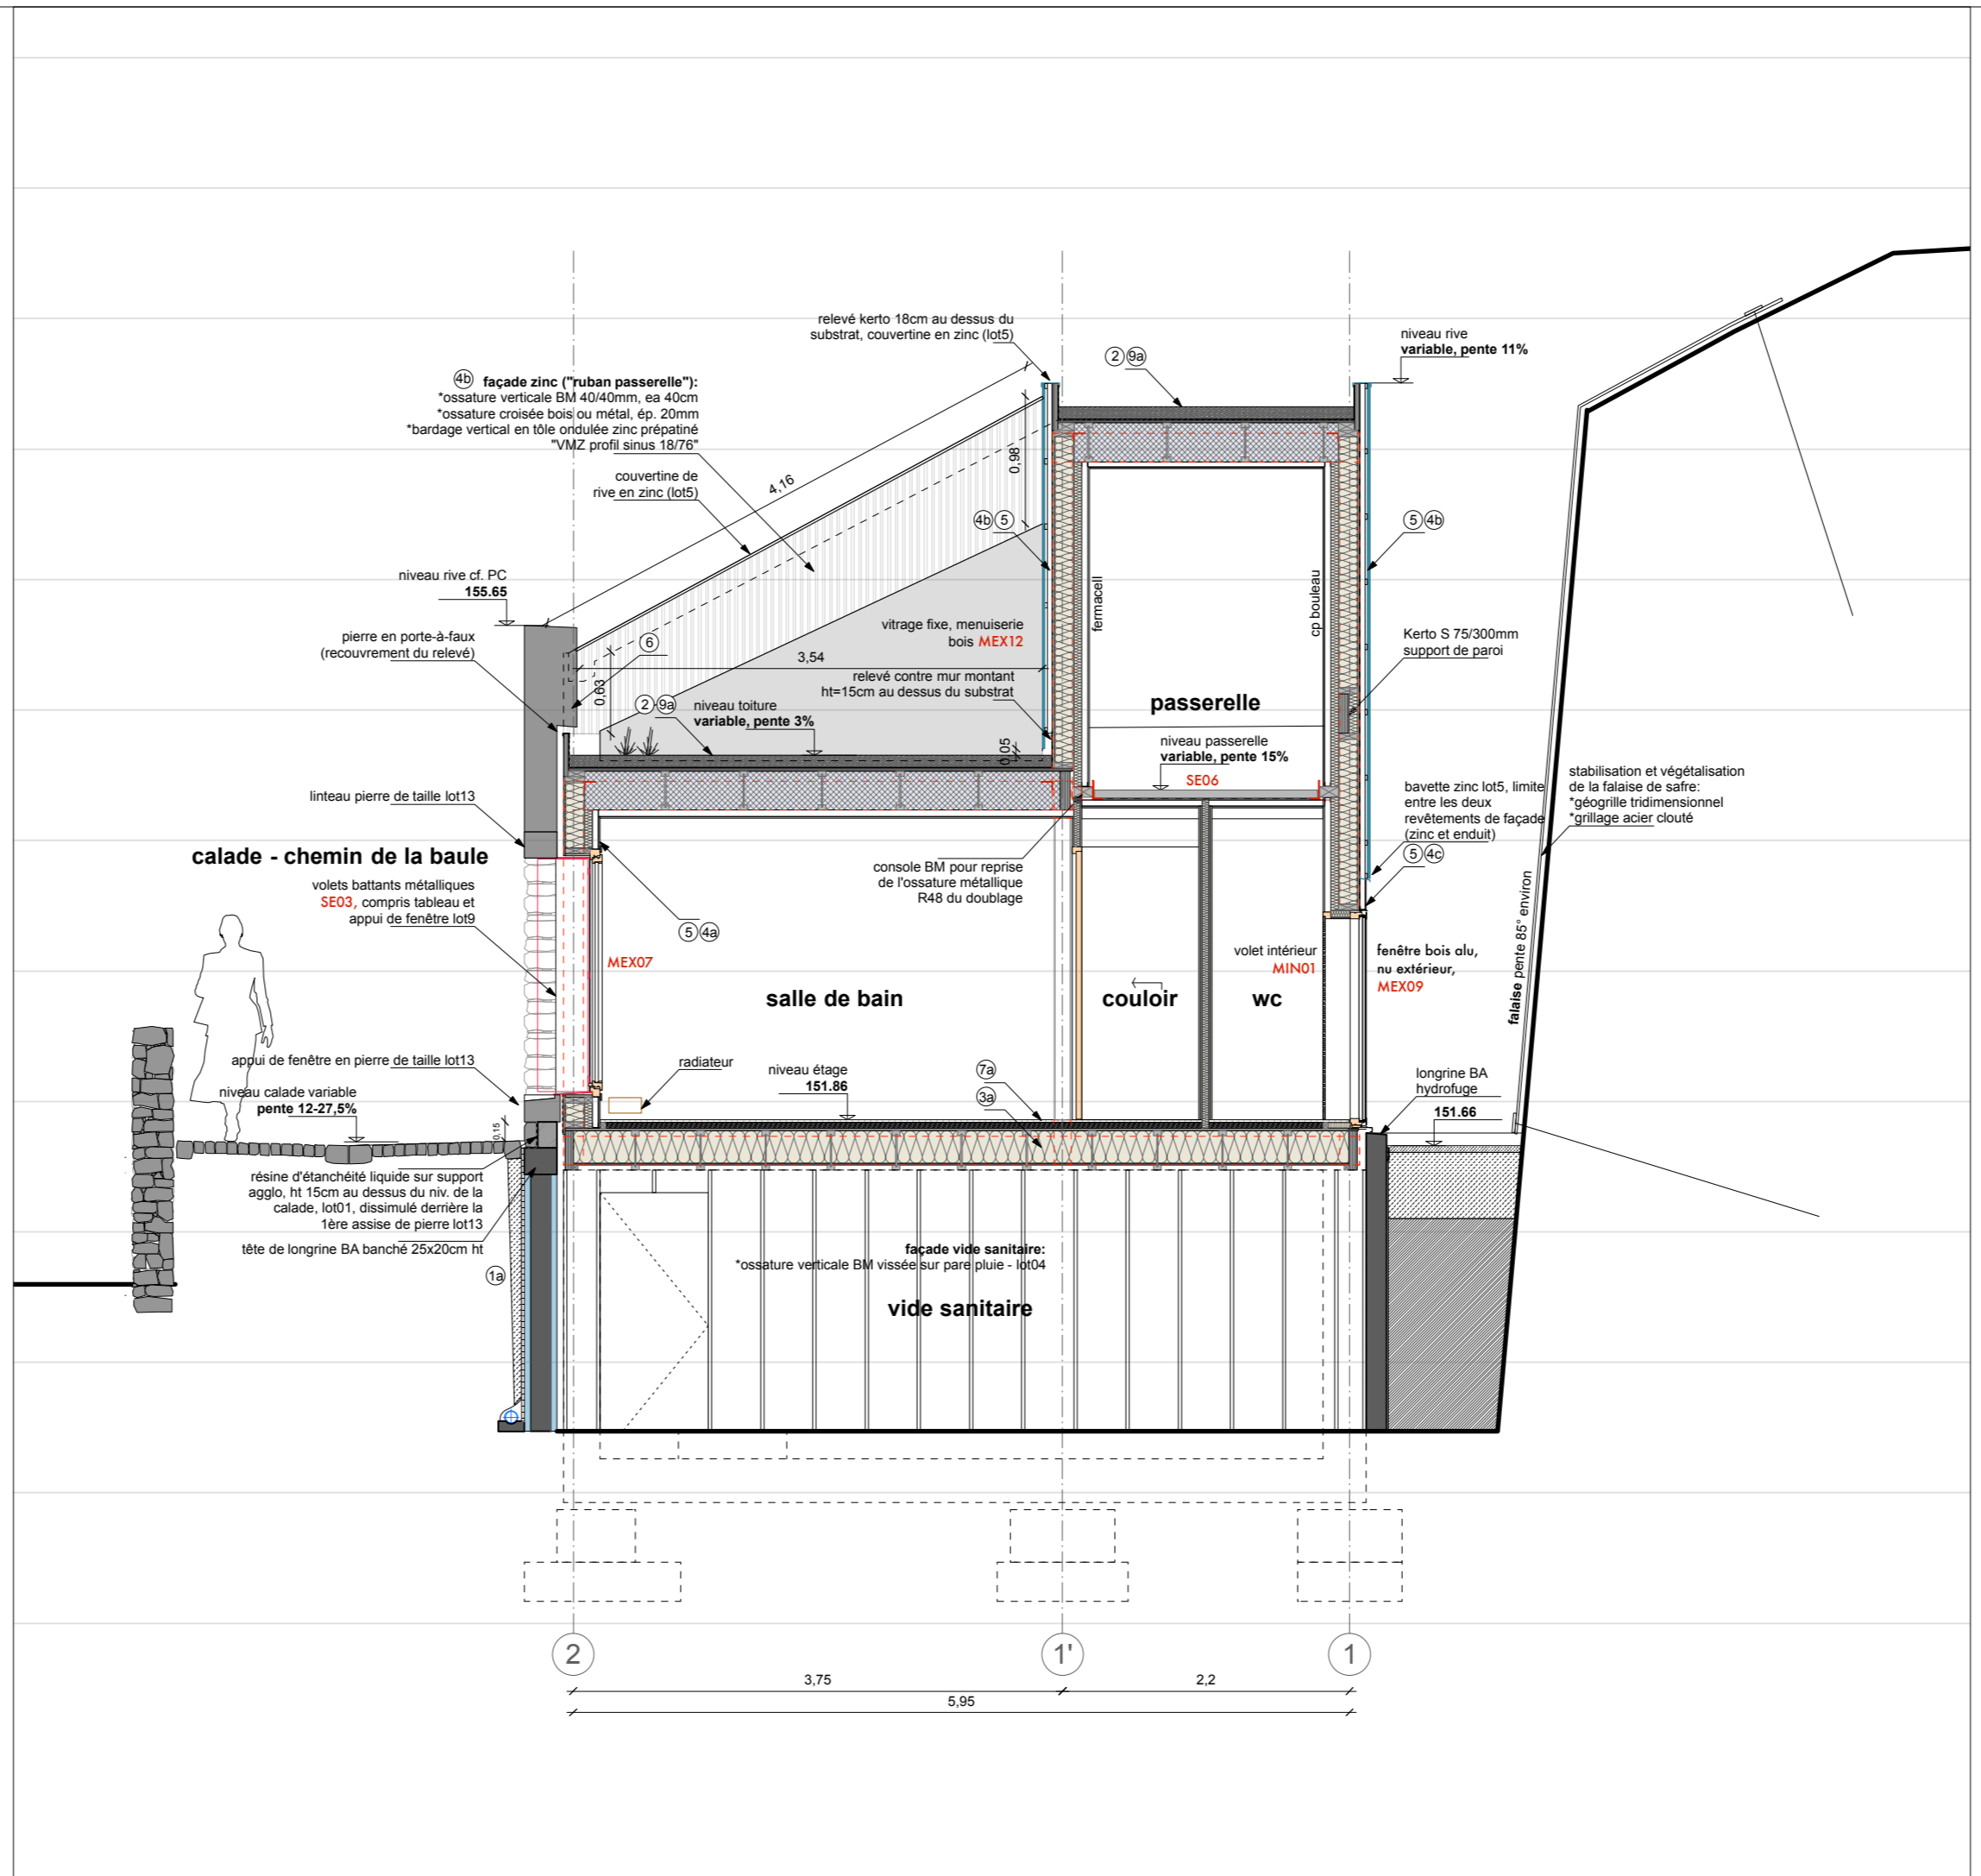 relevé kerto 18cm au dessus du
substrat, couvertine en zinc (lot5)
niveau rive
variable, pente 11%
2 9a
4b façade zinc ("ruban passerelle"):
*ossature verticale BM 40/40mm, ea 40cm
*ossature croisée bois ou métal, ép. 20mm
*bardage vertical en tôle ondulée zinc prépatiné
"VMZ profil sinus 18/76"
couvertine de
rive en zinc (lot5)
4,16
0,98
4b 5
5 4b
niveau rive cf. PC
155.65
pierre en porte-à-faux
(recouvrement du relevé)
6
vitrage fixe, menuiserie
bois MEX12
3,54
0,63
relevé contre mur montant
ht=15cm au dessus du substrat
2 9a
niveau toiture
variable, pente 3%
0,05
fermacell
cp bouleau
Kerto S 75/300mm
support de paroi
passerelle
niveau passerelle
variable, pente 15%
SE06
stabilisation et végétalisation
de la falaise de safre:
*géogrille tridimensionnel
*grillage acier clouté
bavette zinc lot5, limite
entre les deux
revêtements de façade
(zinc et enduit)
5 4c
linteau pierre de taille lot13
calade - chemin de la baule
volets battants métalliques
SE03, compris tableau et
appui de fenêtre lot9
console BM pour reprise
de l'ossature métallique
R48 du doublage
5 4a
MEX07
salle de bain
couloir
wc
volet intérieur
MIN01
fenêtre bois alu,
nu extérieur,
MEX09
falaise pente 85° environ
appui de fenêtre en pierre de taille lot13
niveau calade variable
pente 12-27,5%
0,15
radiateur
niveau étage
151.86
7a
3a
longrine BA
hydrofuge
151.66
résine d'étanchéité liquide sur support
agglo, ht 15cm au dessus du niv. de la
calade, lot01, dissimulé derrière la
1ère assise de pierre lot13
tête de longrine BA banché 25x20cm ht
1a
façade vide sanitaire:
*ossature verticale BM vissée sur pare pluie - lot04
vide sanitaire
2
1'
1
3,75
2,2
5,95